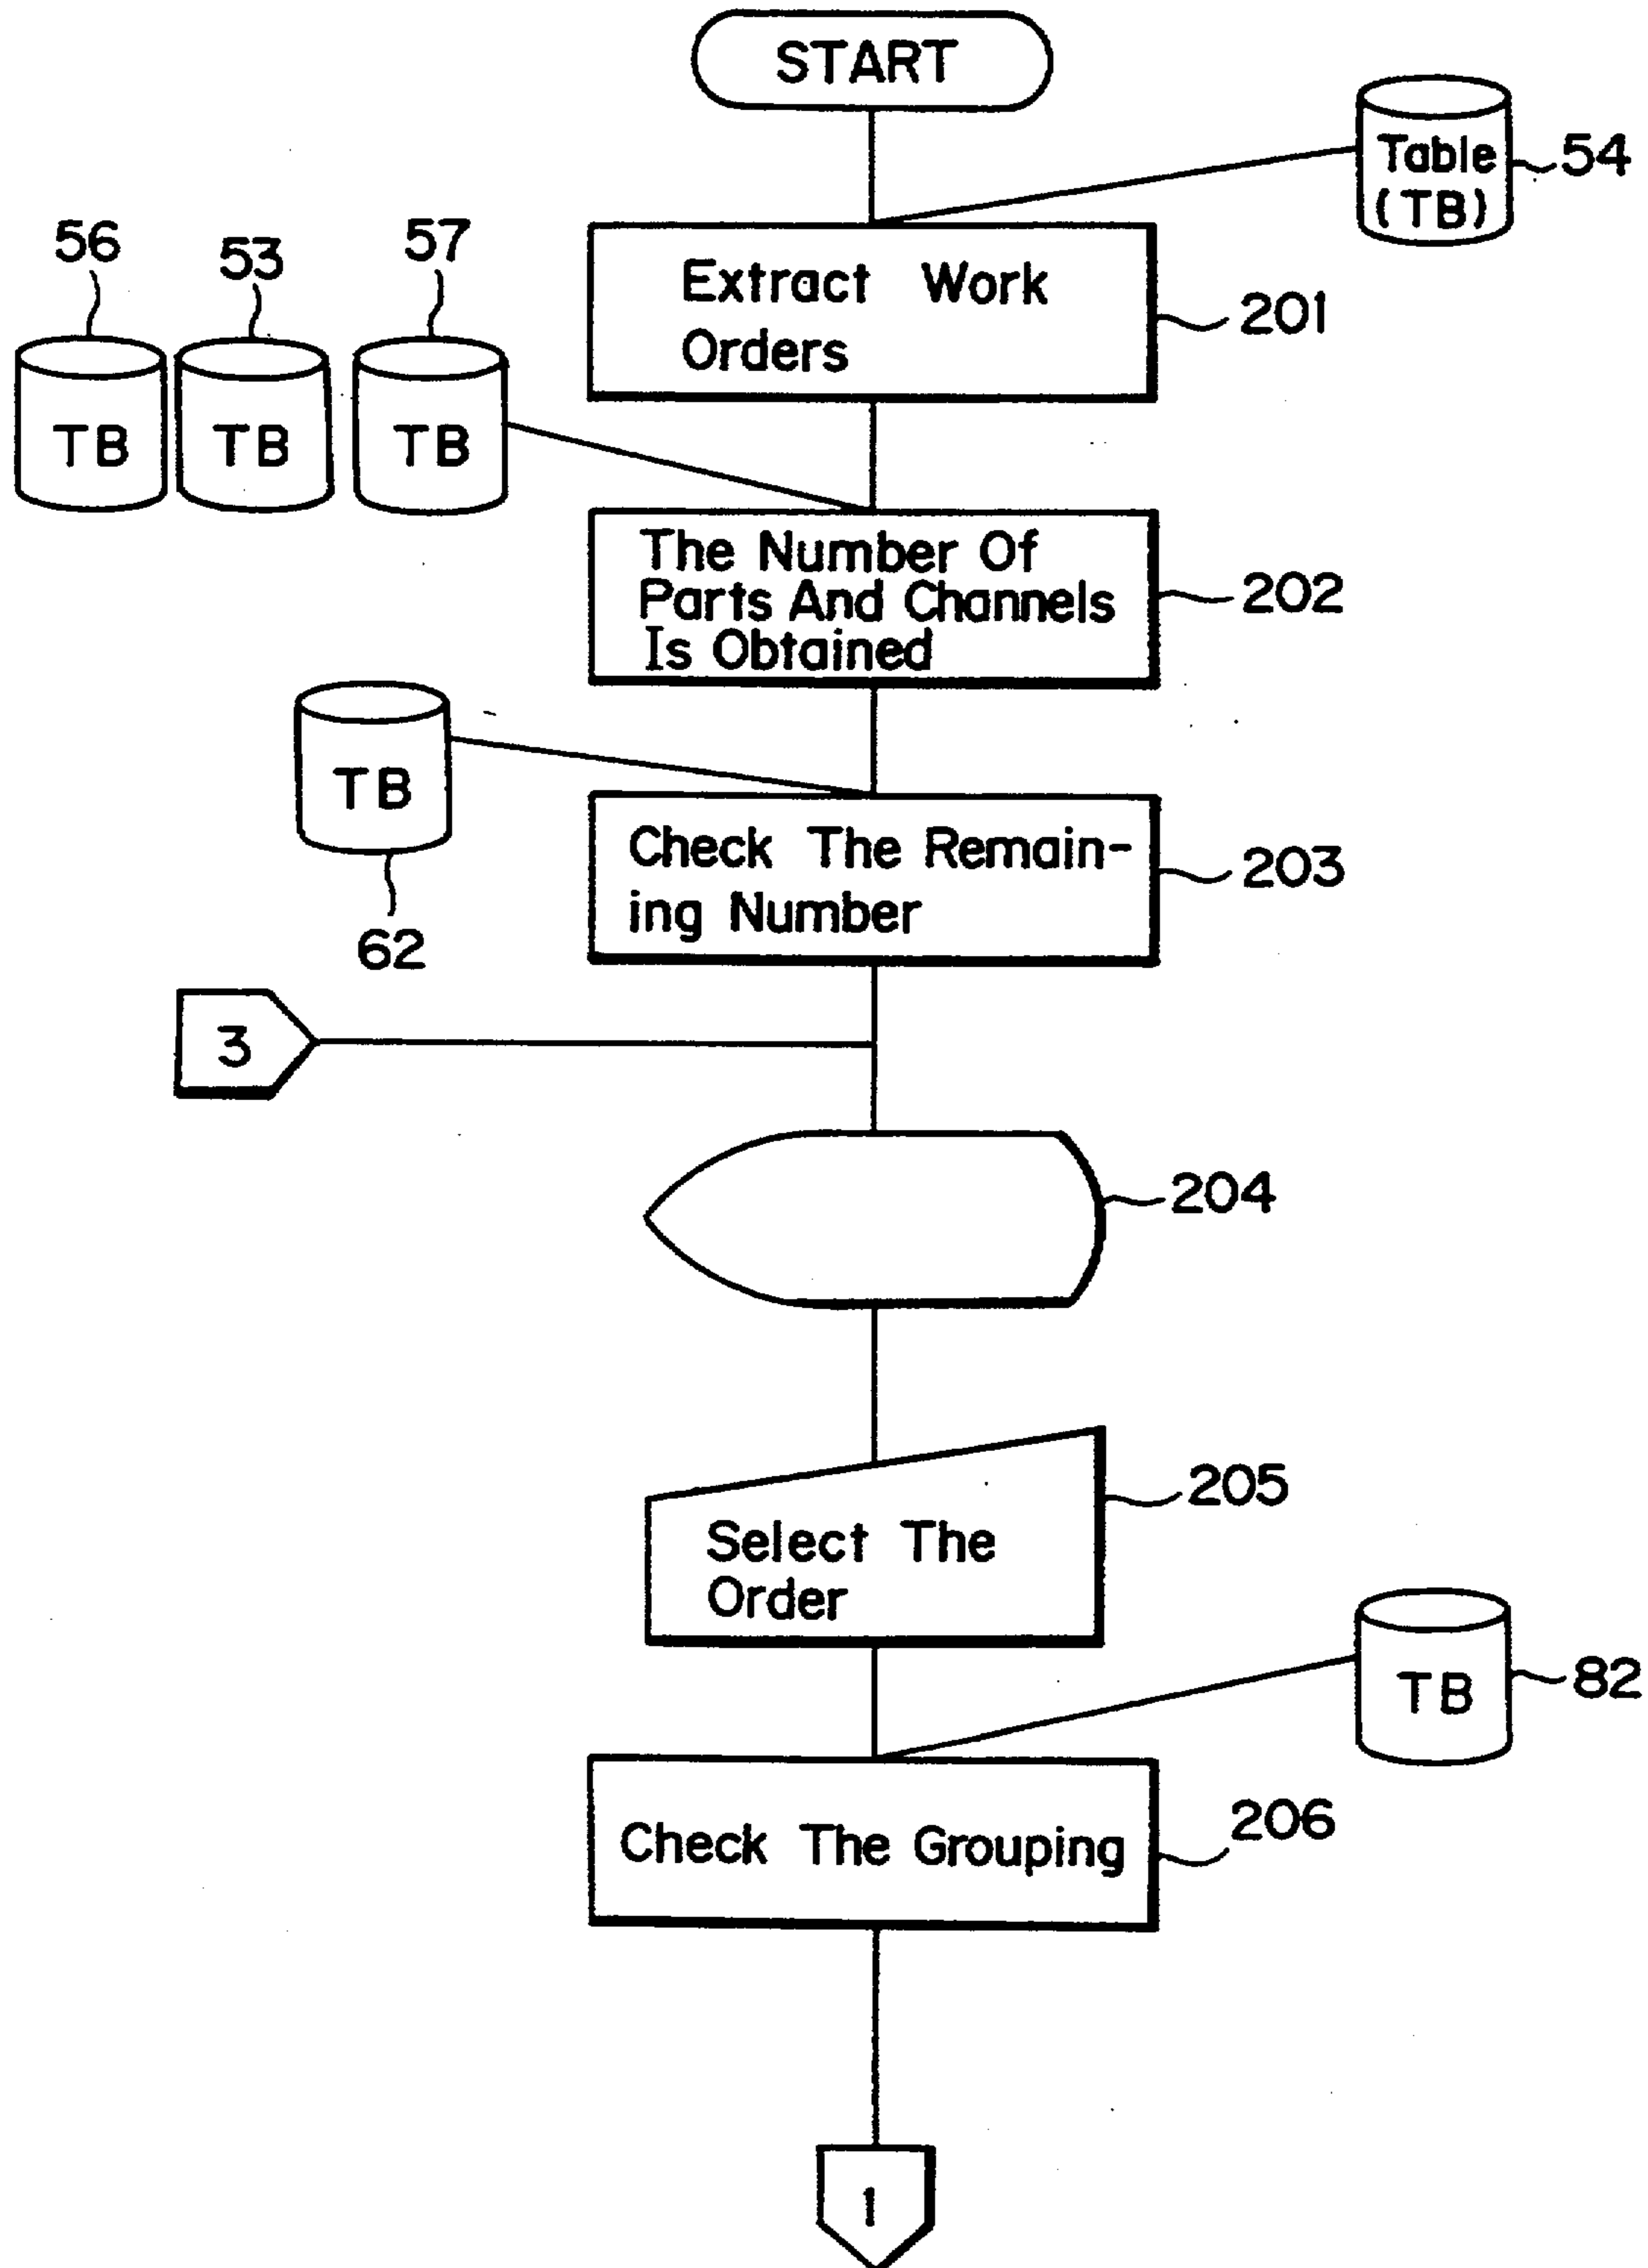 START
Table
(TB)
54
56
53
57
Extract Work
Orders
201
TB
TB
TB
The Number Of
Parts And Channels
Is Obtained
202
TB
62
Check The Remain-
ing Number
203
3
204
205
Select The
Order
TB
82
Check The Grouping
206
1